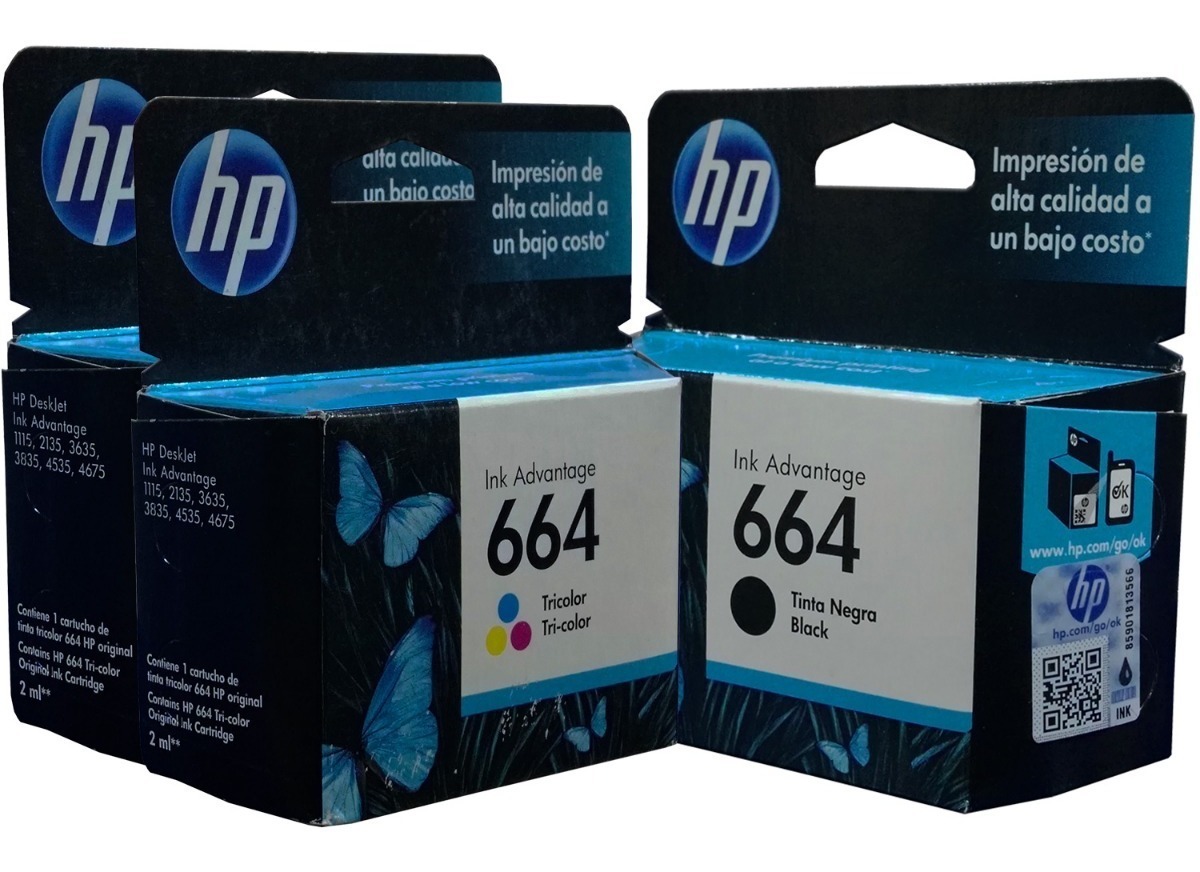 hp
HP DeskJet
Ink Advantage
1115, 2135, 3635,
3835, 4535, 4675
Contiene 1 cartucho de
tinta tricolor 664 HP original
Contains HP 664 Tri-color
Original Ink Cartridge
2 ml**
alta calidad
un bajo costo
hp
Impresión de
alta calidad a
un bajo costo*
HP DeskJet
Ink Advantage
1115, 2135, 3635,
3835, 4535, 4675
Contiene 1 cartucho de
tinta tricolor 664 HP original
Contains HP 664 Tri-color
Original Ink Cartridge
2 ml**
Ink Advantage
664
Tricolor
Tri-color
hp
Impresión de
alta calidad a
un bajo costo*
Ink Advantage
664
Tinta Negra
Black
OK
www.hp.com/go/ok
hp
hp.com/go/ok
85901813566
INK